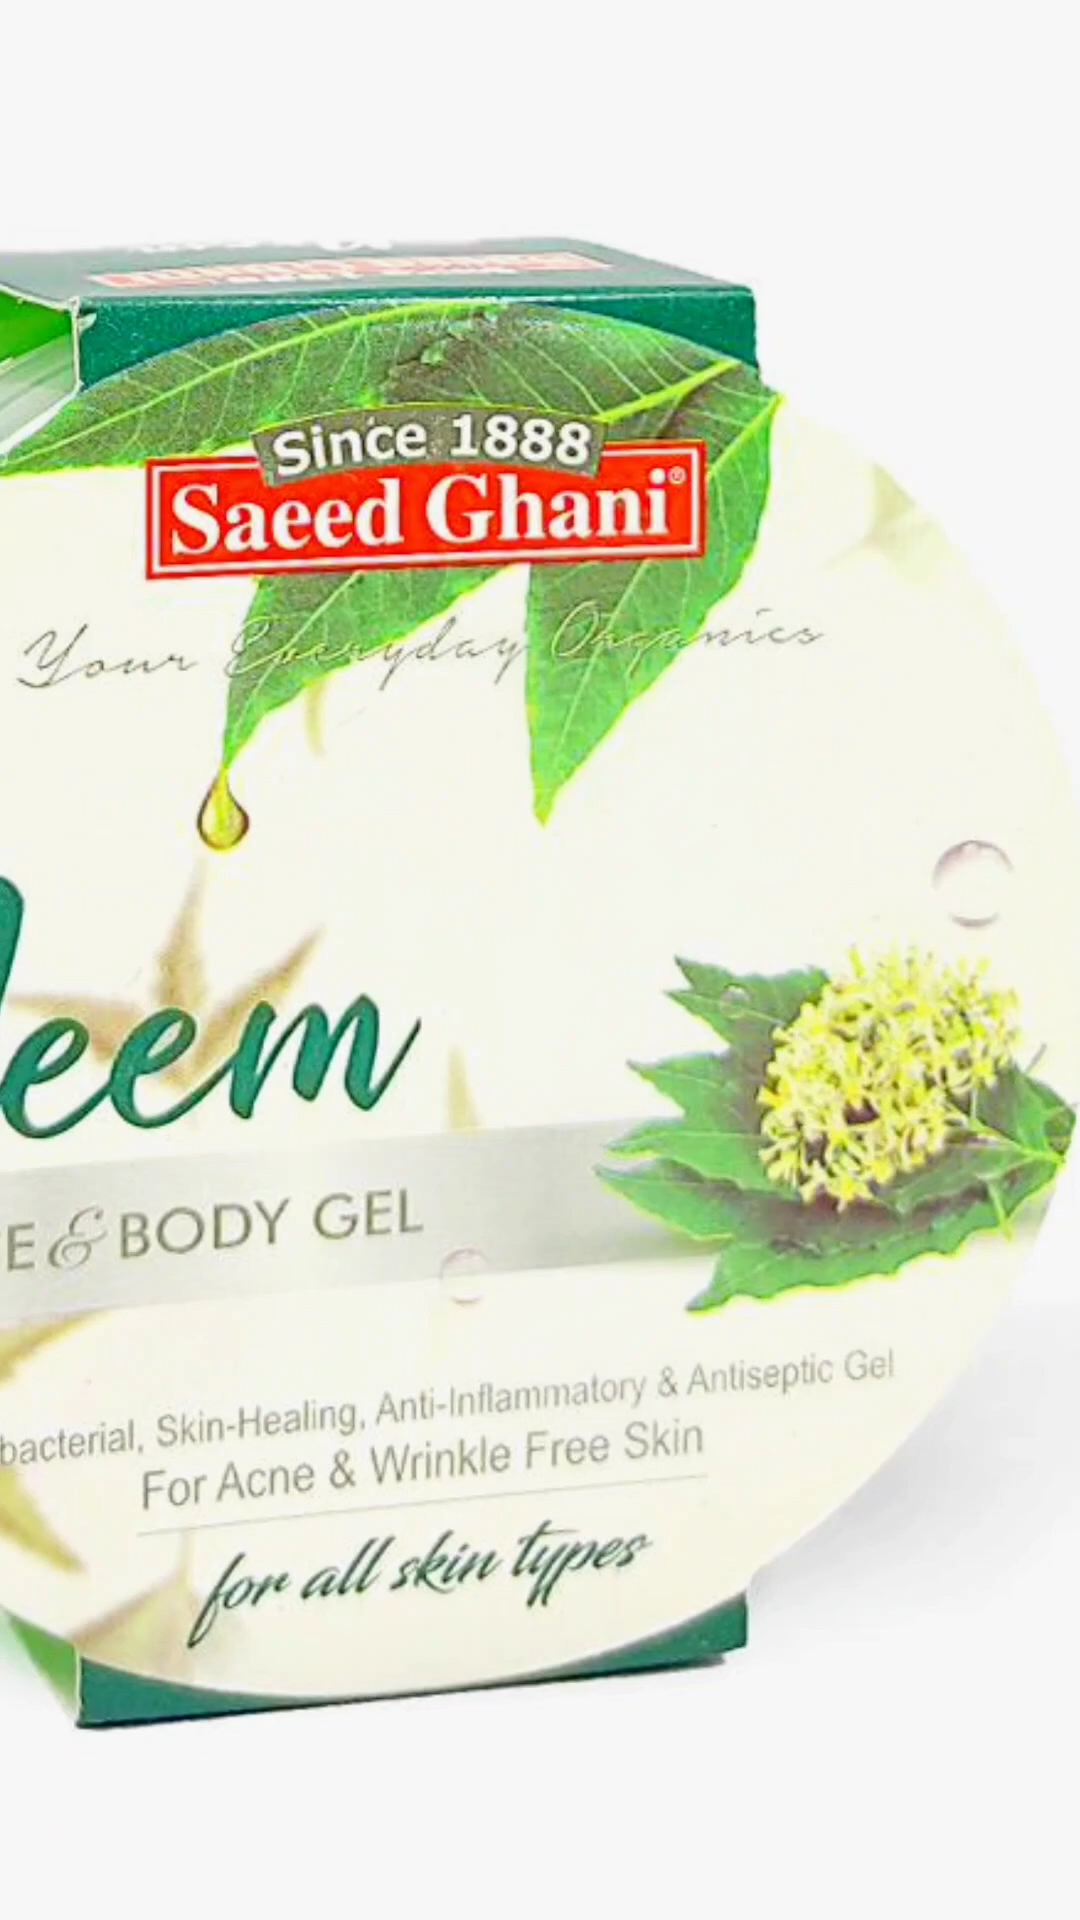 Since 1888
Saeed Ghani®
Your Everyday Organics
eem
E & BODY GEL
bacterial, Skin-Healing, Anti-Inflammatory & Antiseptic Gel
For Acne & Wrinkle Free Skin
for all skin types